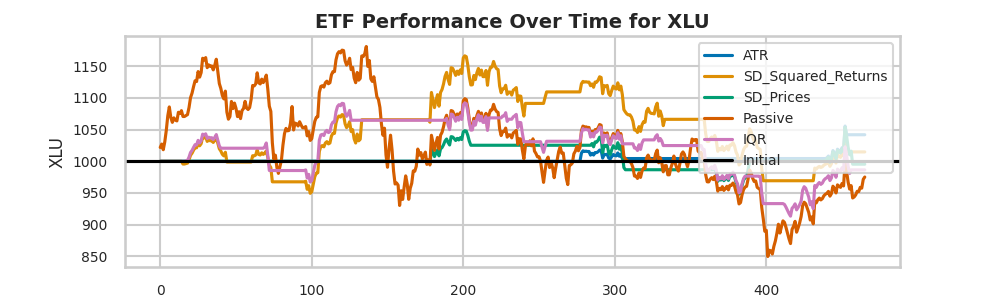 ETF Performance Over Time for XLU
XLU
1150
1100
1050
1000
950
900
850
0
100
200
300
400
ATR
SD_Squared_Returns
SD_Prices
Passive
IQR
Initial